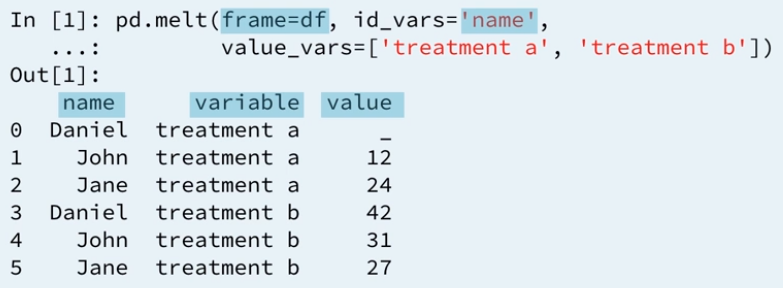 In [1]: pd.melt(frame=df, id_vars='name',
   ...:         value_vars=['treatment a', 'treatment b'])
Out[1]:
    name     variable  value
0  Daniel  treatment a      _
1    John  treatment a     12
2    Jane  treatment a     24
3  Daniel  treatment b     42
4    John  treatment b     31
5    Jane  treatment b     27